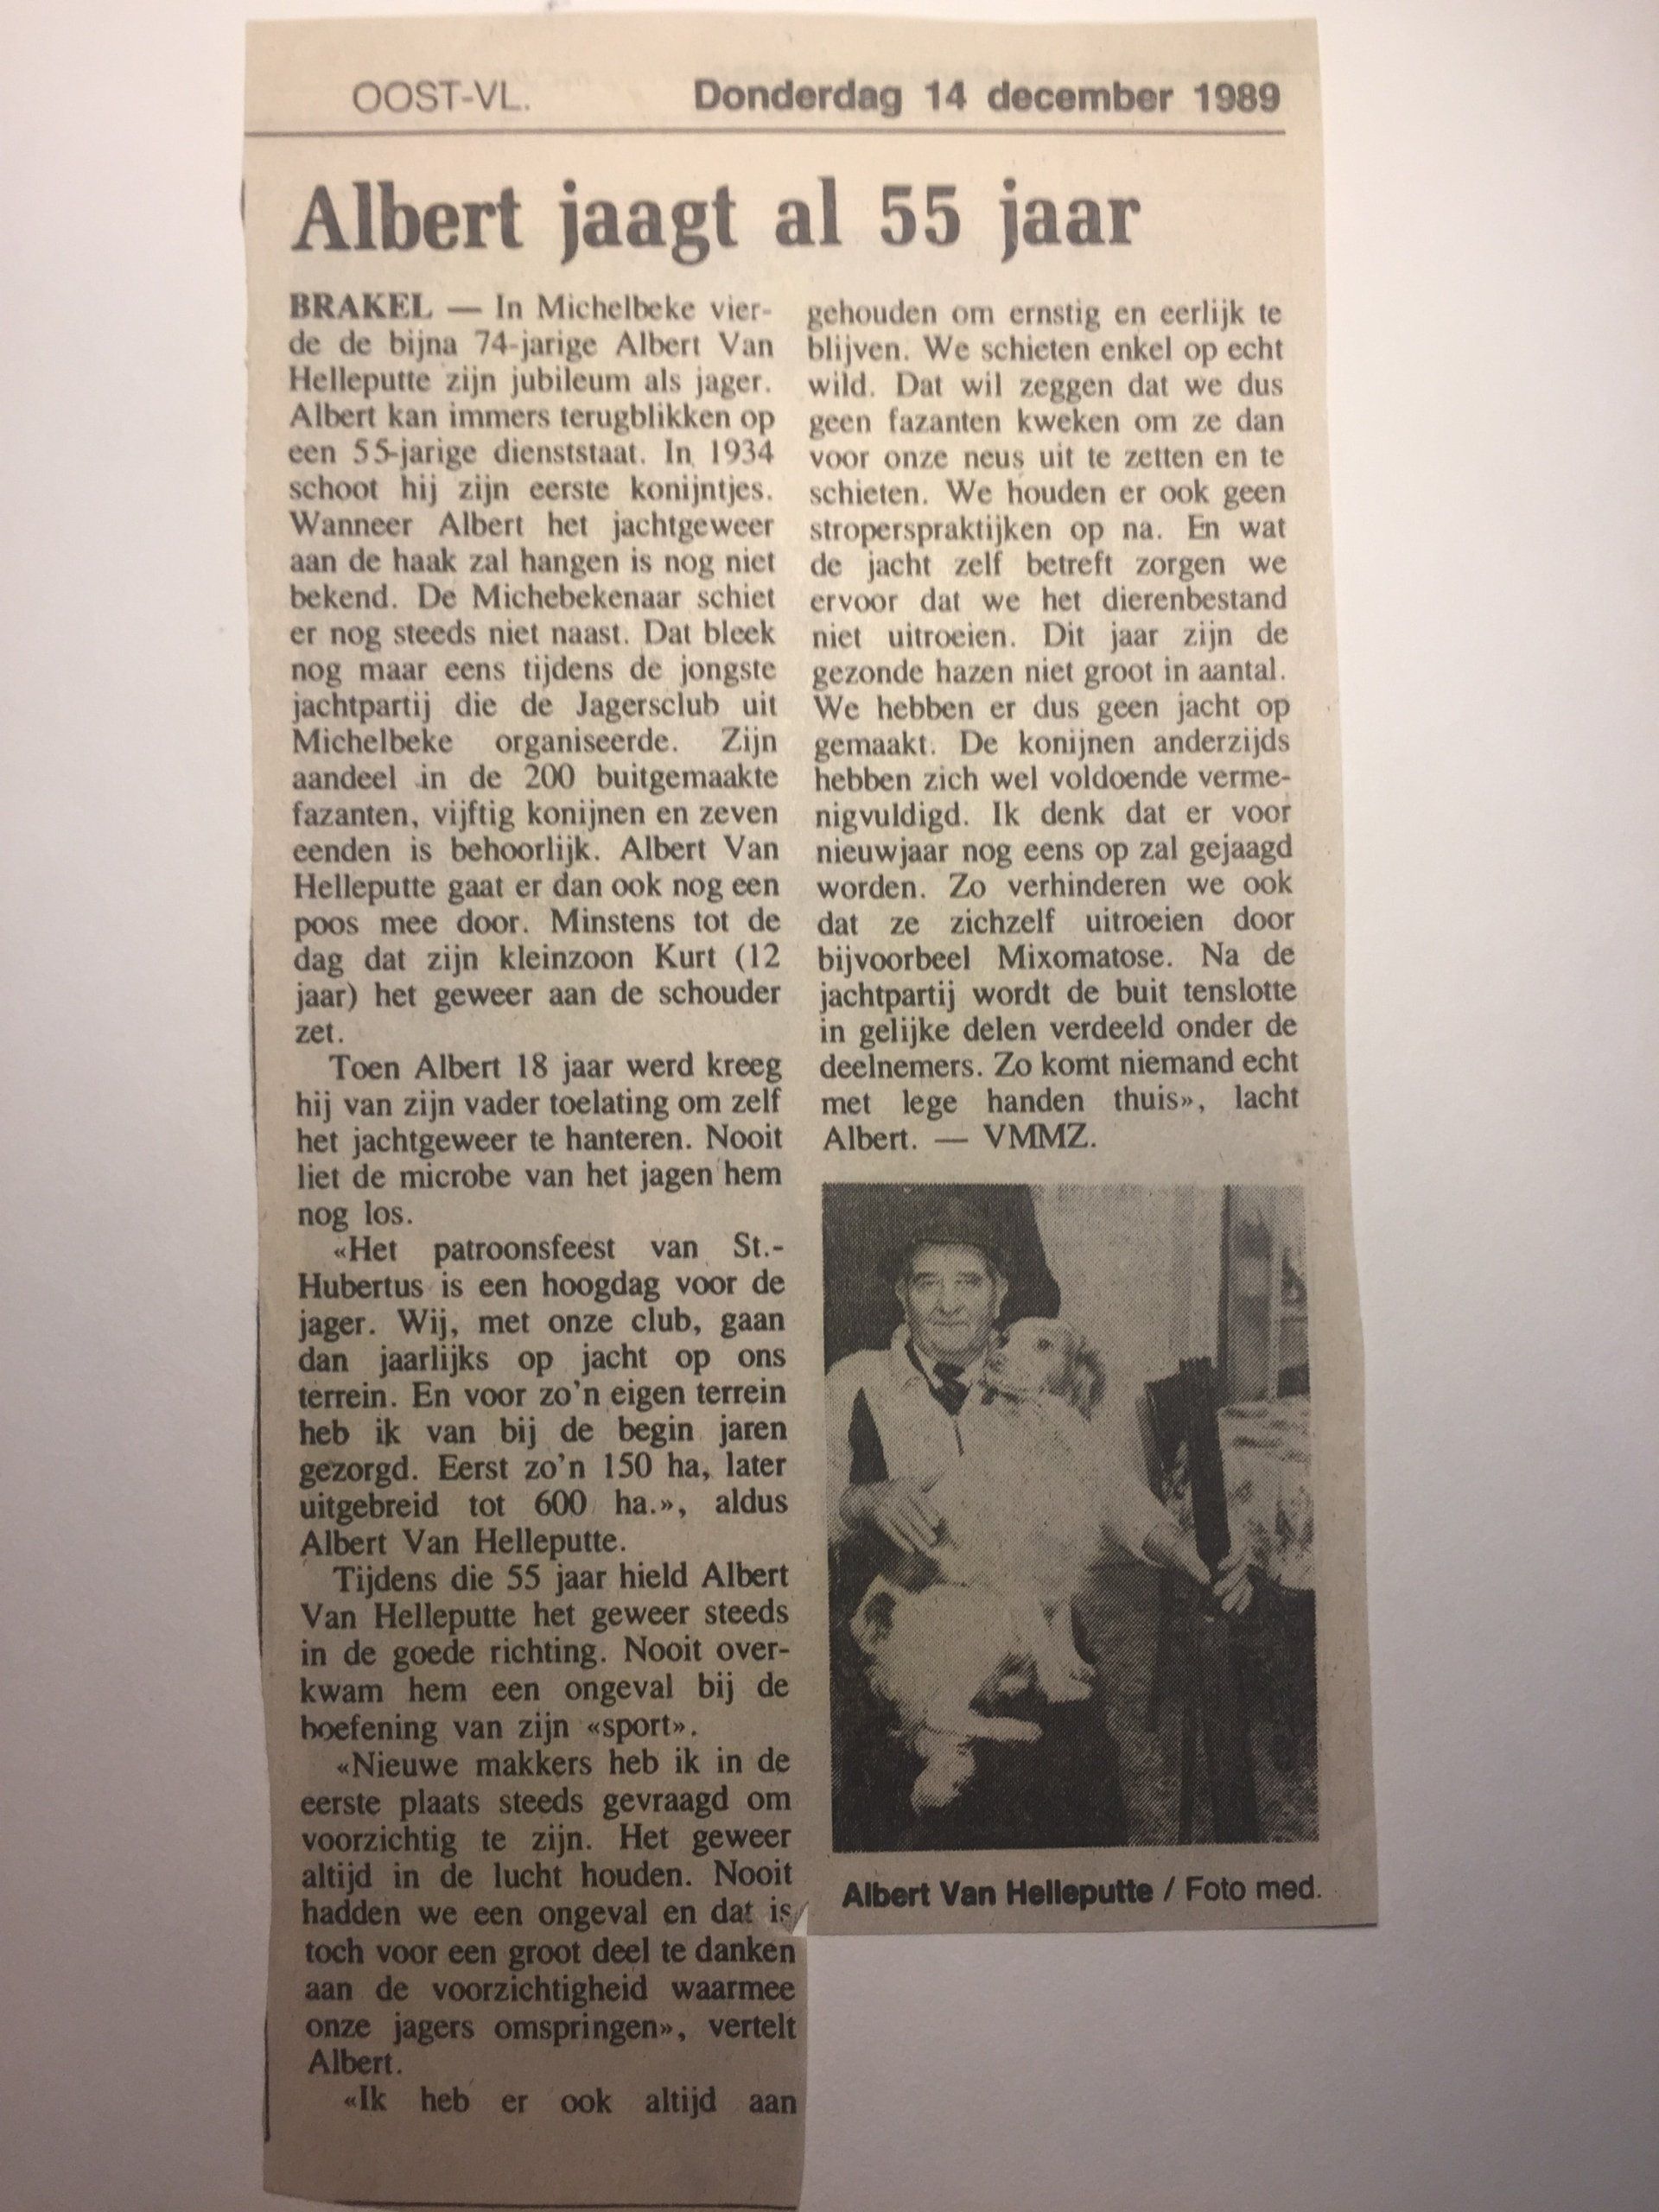 OOST-VL.
Donderdag 14 december 1989
Albert jaagt al 55 jaar
BRAKEL — In Michelbeke vier-
de de bijna 74-jarige Albert Van
Helleputte zijn jubileum als jager.
Albert kan immers terugblikken op
een 55-jarige dienststaat. In 1934
schoot hij zijn eerste konijntjes.
Wanneer Albert het jachtgeweer
aan de haak zal hangen is nog niet
bekend. De Michebekenaar schiet
er nog steeds niet naast. Dat bleek
nog maar eens tijdens de jongste
jachtpartij die de Jagersclub uit
Michelbeke organiseerde. Zijn
aandeel in de 200 buitgemaakte
fazanten, vijftig konijnen en zeven
eenden is behoorlijk. Albert Van
Helleputte gaat er dan ook nog een
poos mee door. Minstens tot de
dag dat zijn kleinzoon Kurt (12
jaar) het geweer aan de schouder
zet.
Toen Albert 18 jaar werd kreeg
hij van zijn vader toelating om zelf
het jachtgeweer te hanteren. Nooit
liet de microbe van het jagen hem
nog los.
«Het patroonsfeest van St.-
Hubertus is een hoogdag voor de
jager. Wij, met onze club, gaan
dan jaarlijks op jacht op ons
terrein. En voor zo'n eigen terrein
heb ik van bij de begin jaren
gezorgd. Eerst zo'n 150 ha, later
uitgebreid tot 600 ha.», aldus
Albert Van Helleputte.
Tijdens die 55 jaar hield Albert
Van Helleputte het geweer steeds
in de goede richting. Nooit over-
kwam hem een ongeval bij de
boefening van zijn «sport».
«Nieuwe makkers heb ik in de
eerste plaats steeds gevraagd om
voorzichtig te zijn. Het geweer
altijd in de lucht houden. Nooit
hadden we een ongeval en dat is
toch voor een groot deel te danken
aan de voorzichtigheid waarmee
onze jagers omspringen», vertelt
Albert.
«Ik heb er ook altijd aan
gehouden om ernstig en eerlijk te
blijven. We schieten enkel op echt
wild. Dat wil zeggen dat we dus
geen fazanten kweken om ze dan
voor onze neus uit te zetten en te
schieten. We houden er ook geen
stroperspraktijken op na. En wat
de jacht zelf betreft zorgen we
ervoor dat we het dierenbestand
niet uitroeien. Dit jaar zijn de
gezonde hazen niet groot in aantal.
We hebben er dus geen jacht op
gemaakt. De konijnen anderzijds
hebben zich wel voldoende verme-
nigvuldigd. Ik denk dat er voor
nieuwjaar nog eens op zal gejaagd
worden. Zo verhinderen we ook
dat ze zichzelf uitroeien door
bijvoorbeel Mixomatose. Na de
jachtpartij wordt de buit tenslotte
in gelijke delen verdeeld onder de
deelnemers. Zo komt niemand echt
met lege handen thuis», lacht
Albert. — VMMZ.
Albert Van Helleputte / Foto med.